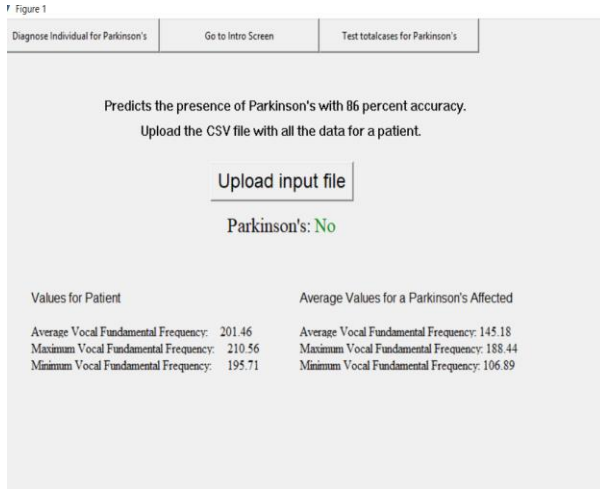 Figure 1
Diagnose Individual for Parkinson's
Go to Intro Screen
Test totalcases for Parkinson's
Predicts the presence of Parkinson's with 86 percent accuracy.
Upload the CSV file with all the data for a patient.
Upload input file
Parkinson's: No
Values for Patient
Average Vocal Fundamental Frequency: 201.46
Maximum Vocal Fundamental Frequency: 210.56
Minimum Vocal Fundamental Frequency: 195.71
Average Values for a Parkinson's Affected
Average Vocal Fundamental Frequency: 145.18
Maximum Vocal Fundamental Frequency: 188.44
Minimum Vocal Fundamental Frequency: 106.89